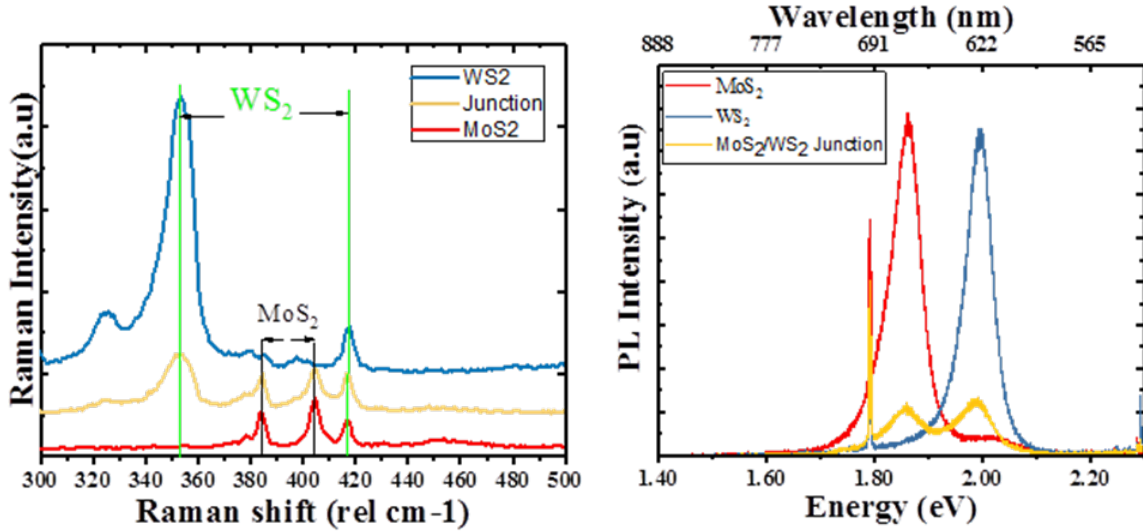 Raman Intensity(a.u)
WS2
Junction
MoS2
WS₂
MoS₂
300 320 340 360 380 400 420 440 460 480 500
Raman shift (rel cm-1)
Wavelength (nm)
888 777 691 622 565
PL Intensity (a.u)
MoS₂
WS₂
MoS₂/WS₂ Junction
1.40 1.60 1.80 2.00 2.20
Energy (eV)